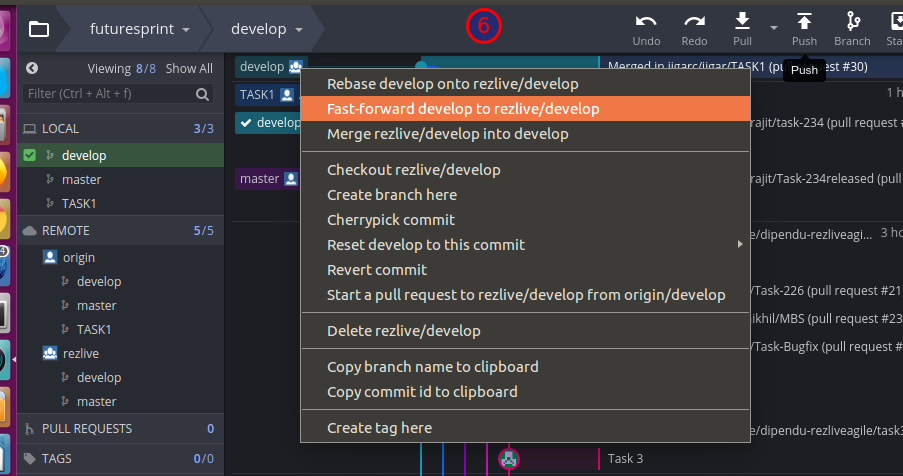 6
futuresprint
develop
Undo
Redo
Pull
Push
Branch
Push
Viewing 8/8 Show All
Filter (Ctrl + Alt + f)
LOCAL 3/3
develop
master
TASK1
REMOTE 5/5
origin
develop
master
TASK1
rezlive
develop
master
PULL REQUESTS 0
TAGS 0/0
develop
Merged in jigarc/jigar/TASK1 (pu
quest #30)
TASK1
1 h
develop
rajit/task-234 (pull request #
master
rajit/Task-234released (pull
e/dipendu-rezliveagi... 3 ho
/Task-226 (pull request #21
ikhil/MBS (pull request #23
/Task-Bugfix (pull request #
e/dipendu-rezliveagile/task3
Task 3
Rebase develop onto rezlive/develop
Fast-forward develop to rezlive/develop
Merge rezlive/develop into develop
Checkout rezlive/develop
Create branch here
Cherrypick commit
Reset develop to this commit
Revert commit
Start a pull request to rezlive/develop from origin/develop
Delete rezlive/develop
Copy branch name to clipboard
Copy commit id to clipboard
Create tag here